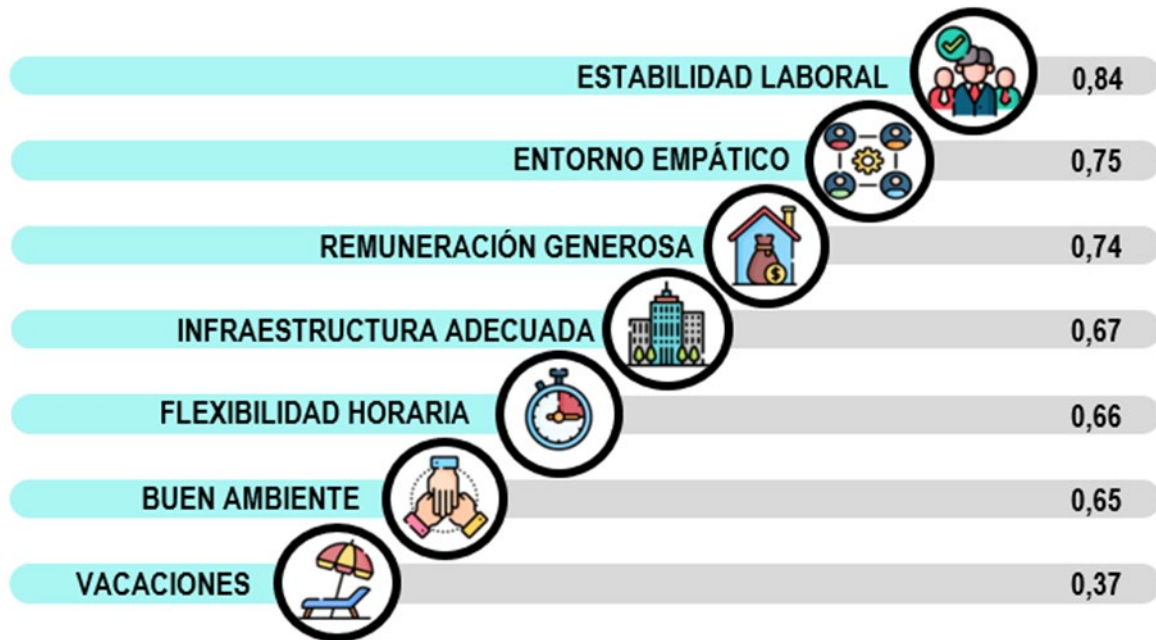 ESTABILIDAD LABORAL 0,84
ENTORNO EMPÁTICO 0,75
REMUNERACIÓN GENEROSA 0,74
INFRAESTRUCTURA ADECUADA 0,67
FLEXIBILIDAD HORARIA 0,66
BUEN AMBIENTE 0,65
VACACIONES 0,37